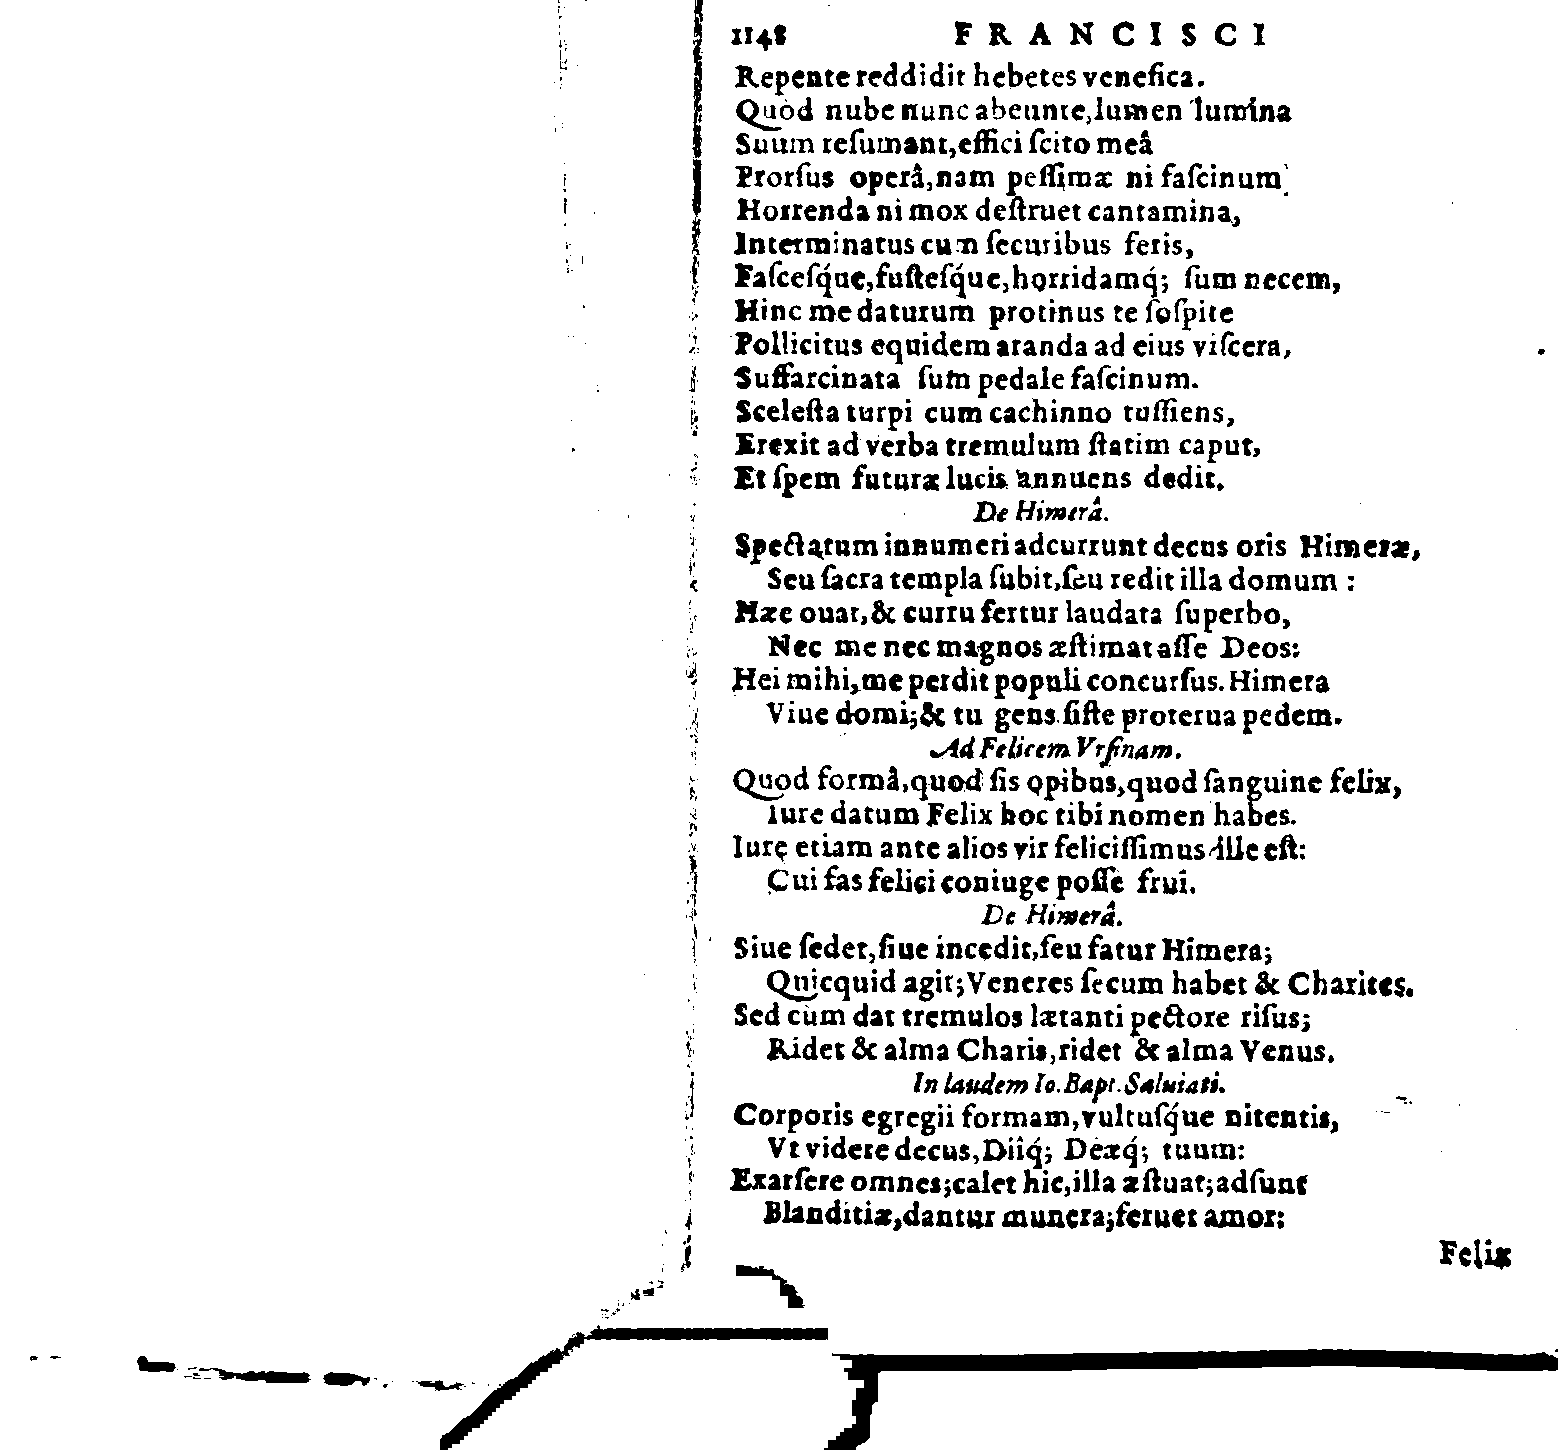 1148 FRANCISCI
Repente reddidit hebetes venefica.
Quòd nube nunc abeunte, lumen lumina
Suum reſumant, effici ſcito meâ
Prorſus operâ, nam peſſimæ ni faſcinum
Horrenda ni mox deſtruet cantamina,
Interminatus cum ſecuribus feris,
Faſceſq́ue, fuſteſq́ue, horridamq́; ſum necem,
Hinc me daturum protinus te ſoſpite
Pollicitus equidem aranda ad eius viſcera,
Suffarcinata ſum pedale faſcinum.
Sceleſta turpi cum cachinno tuſſiens,
Erexit ad verba tremulum ſtatim caput,
Et ſpem futuræ lucis annuens dedit.
De Himerâ.
Spectatum innumeri adcurrunt decus oris Himeræ,
Seu ſacra templa ſubit, ſeu redit illa domum :
Hæc ouat, & curru fertur laudata ſuperbo,
Nec me nec magnos æſtimat aſſe Deos:
Hei mihi, me perdit populi concurſus. Himera
Viue domi; & tu gens ſiſte proterua pedem.
Ad Felicem Vrſinam.
Quod formâ, quod ſis opibus, quod ſanguine felix,
Iure datum Felix hoc tibi nomen habes.
Iure etiam ante alios vir feliciſſimus ille eſt:
Cui fas felici coniuge poſſe frui.
De Himerâ.
Siue ſedet, ſiue incedit, ſeu fatur Himera;
Quicquid agit; Veneres ſecum habet & Charites.
Sed cùm dat tremulos lætanti pectore riſus;
Ridet & alma Charis, ridet & alma Venus.
In laudem Io. Bapt. Saluiati.
Corporis egregii formam, vultuſq́ue nitentis,
Vt videre decus, Diiq́; Deæq́; tuum:
Exarſere omnes; calet hic, illa æſtuat; adſunt
Blanditiæ, dantur munera; feruet amor:
Felix